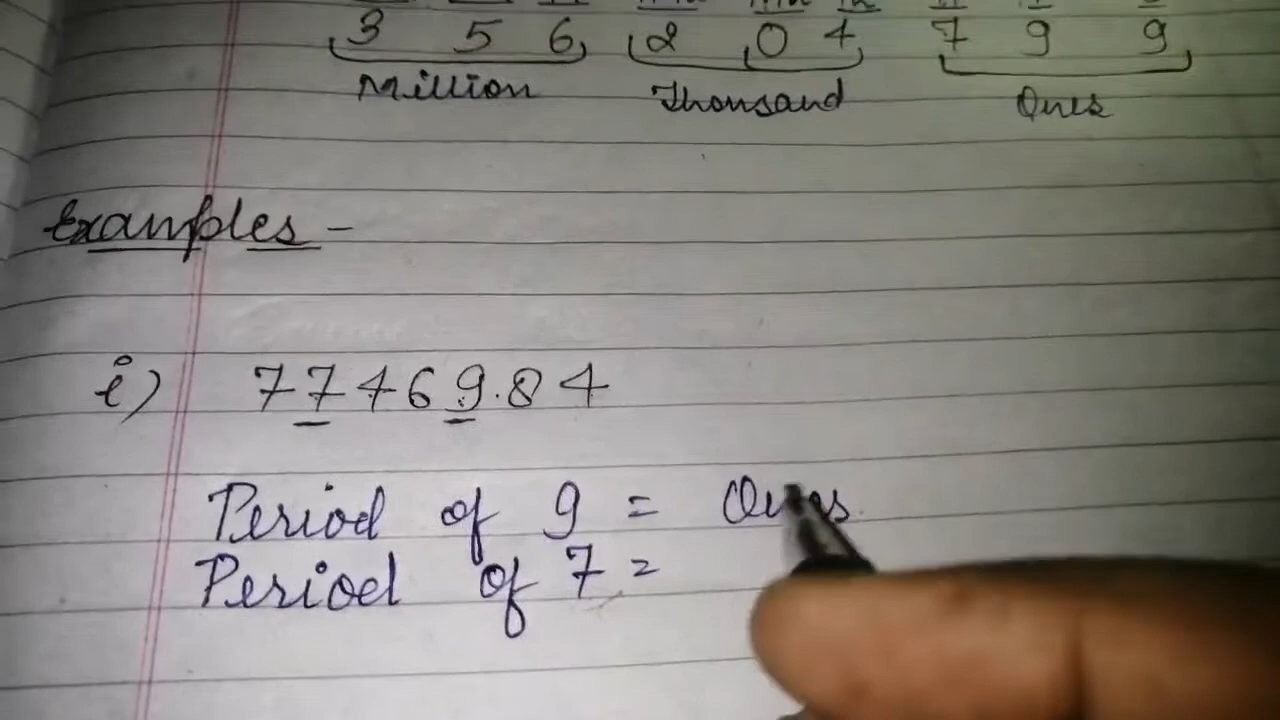 3 5 6 2 0 4 7 9 9
Million Thousand Ones
Examples -
i) 7746984
Period of 9 = Ones
Period of 7 =